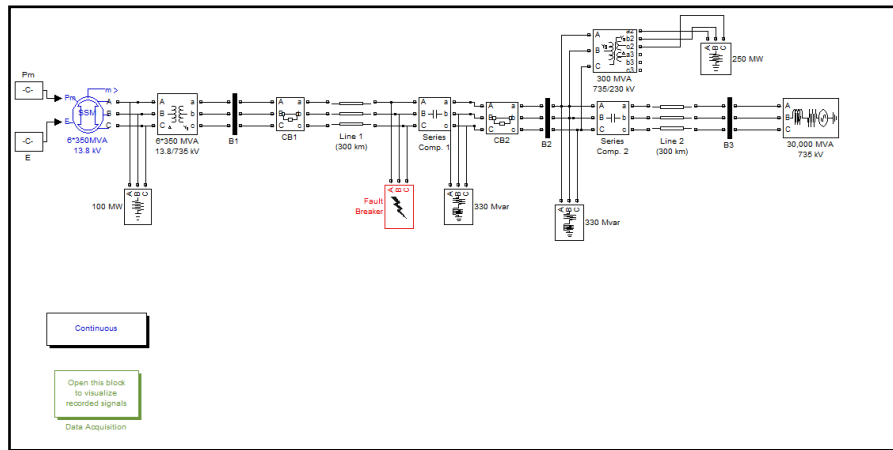 Pm
-C-
Pm
m >
SSM
A
B
C
E
-C-
E
6*350MVA
13.8 kV
A a
B b
C c
6*350 MVA
13.8/735 kV
B1
A a
B b
C c
CB1
Line 1
(300 km)
A a
B b
C c
Series
Comp. 1
A a
B b
C c
CB2
B2
A a2
b2
B c2
a3
b3
C c3
300 MVA
735/230 kV
A B C
250 MW
A a
B b
C c
Series
Comp. 2
Line 2
(300 km)
B3
A
B
C
30,000 MVA
735 kV
A B C
100 MW
A B C
Fault
Breaker
A B C
330 Mvar
A B C
330 Mvar
Continuous
Open this block
to visualize
recorded signals
Data Acquisition